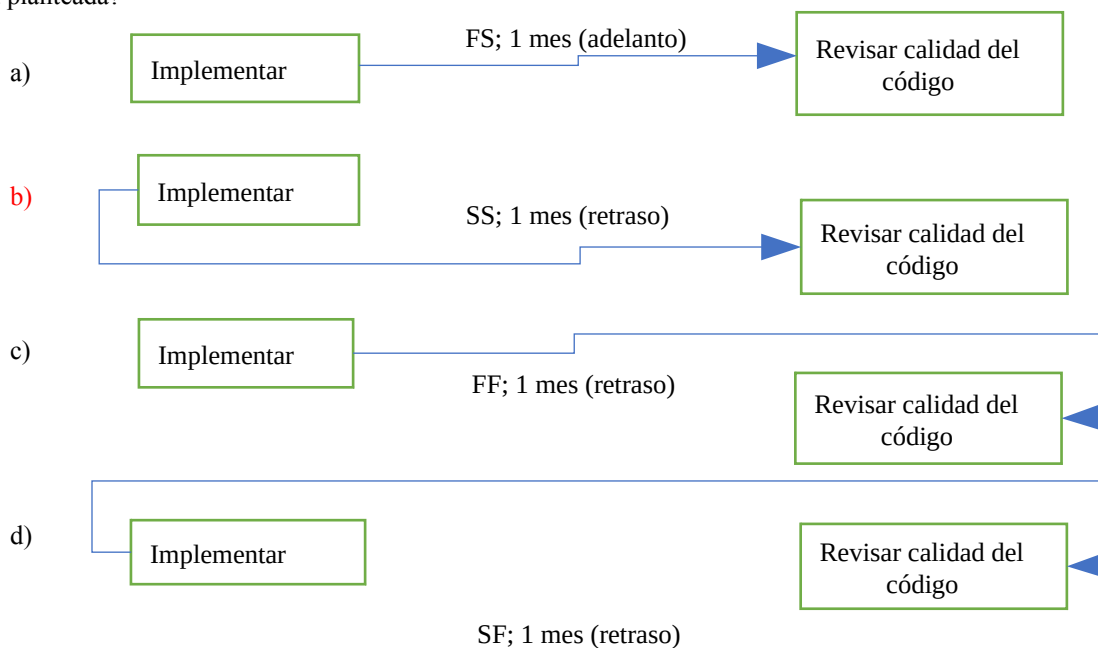 planteada?
FS; 1 mes (adelanto)
a)
Implementar
Revisar calidad del
código
b)
Implementar
SS; 1 mes (retraso)
Revisar calidad del
código
c)
Implementar
FF; 1 mes (retraso)
Revisar calidad del
código
d)
Implementar
Revisar calidad del
código
SF; 1 mes (retraso)